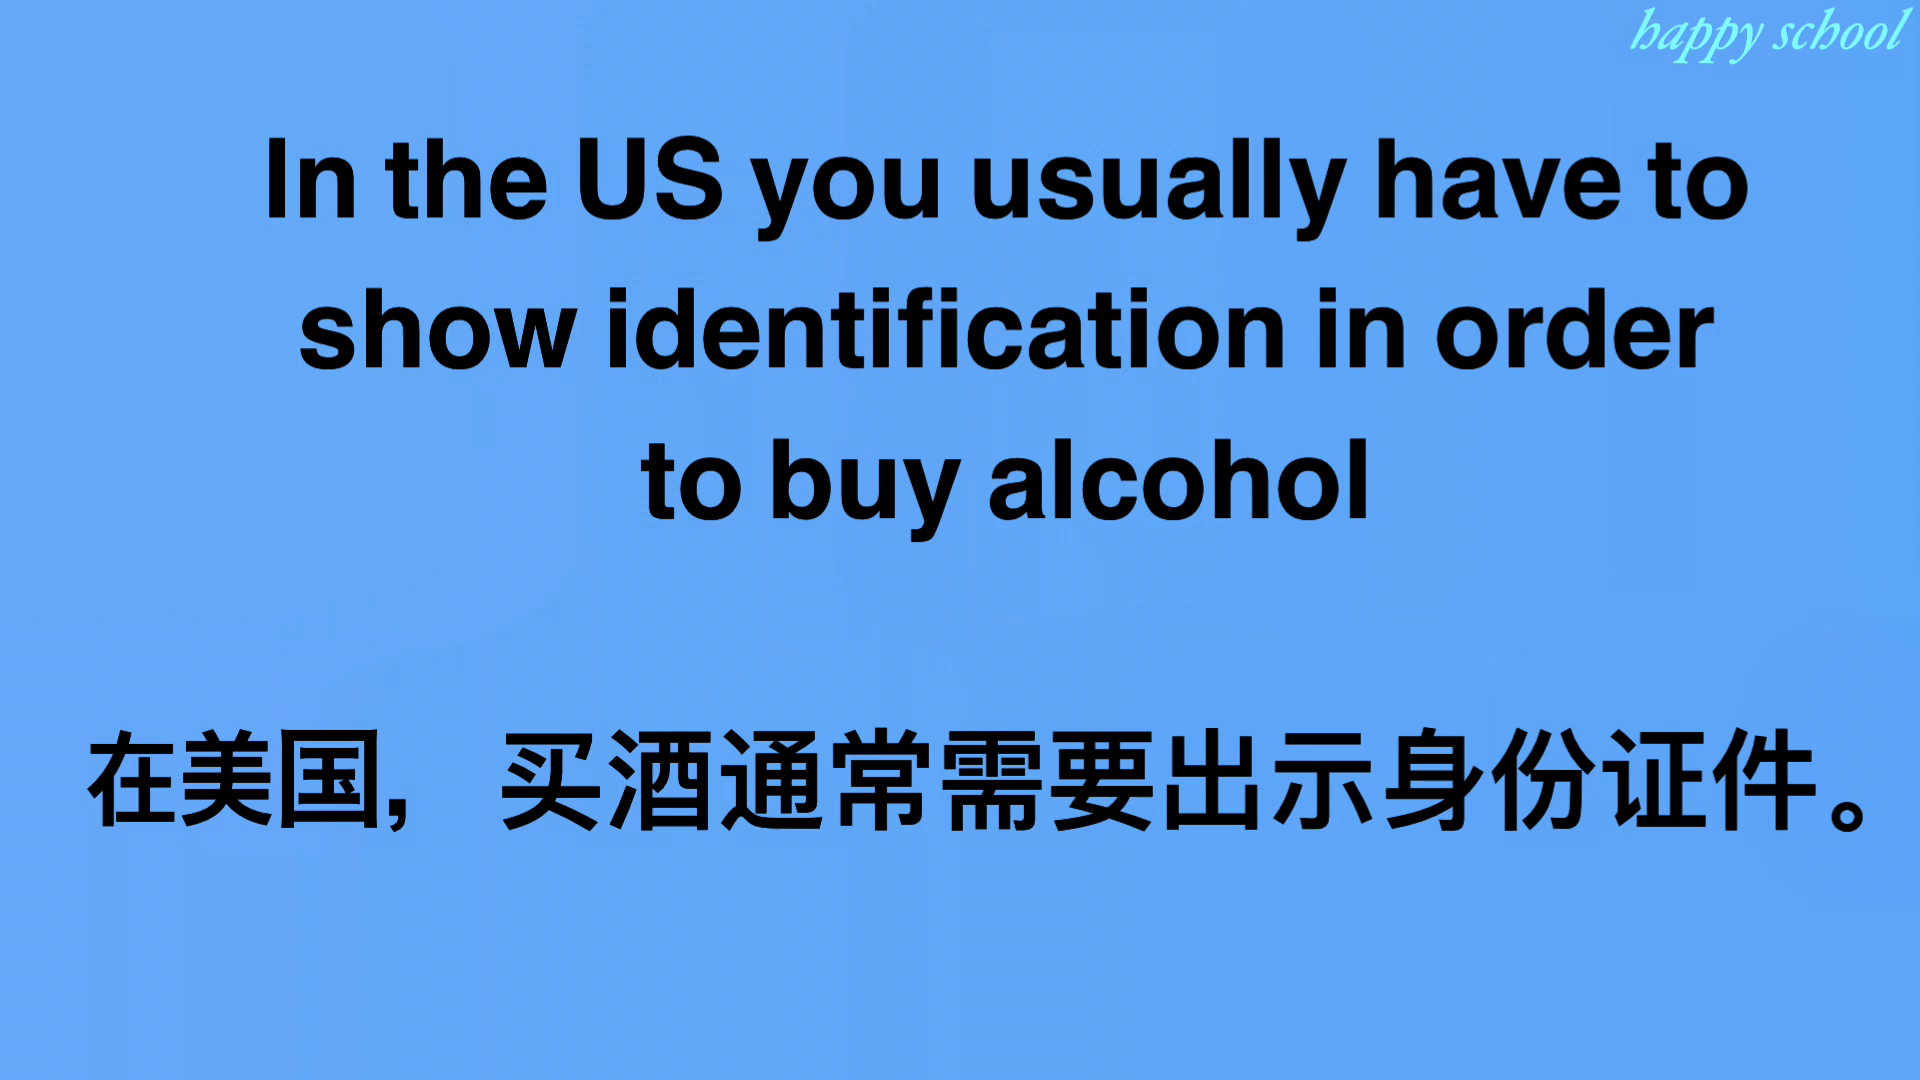 happy school
In the US you usually have to
show identification in order
to buy alcohol
在美国，买酒通常需要出示身份证件。